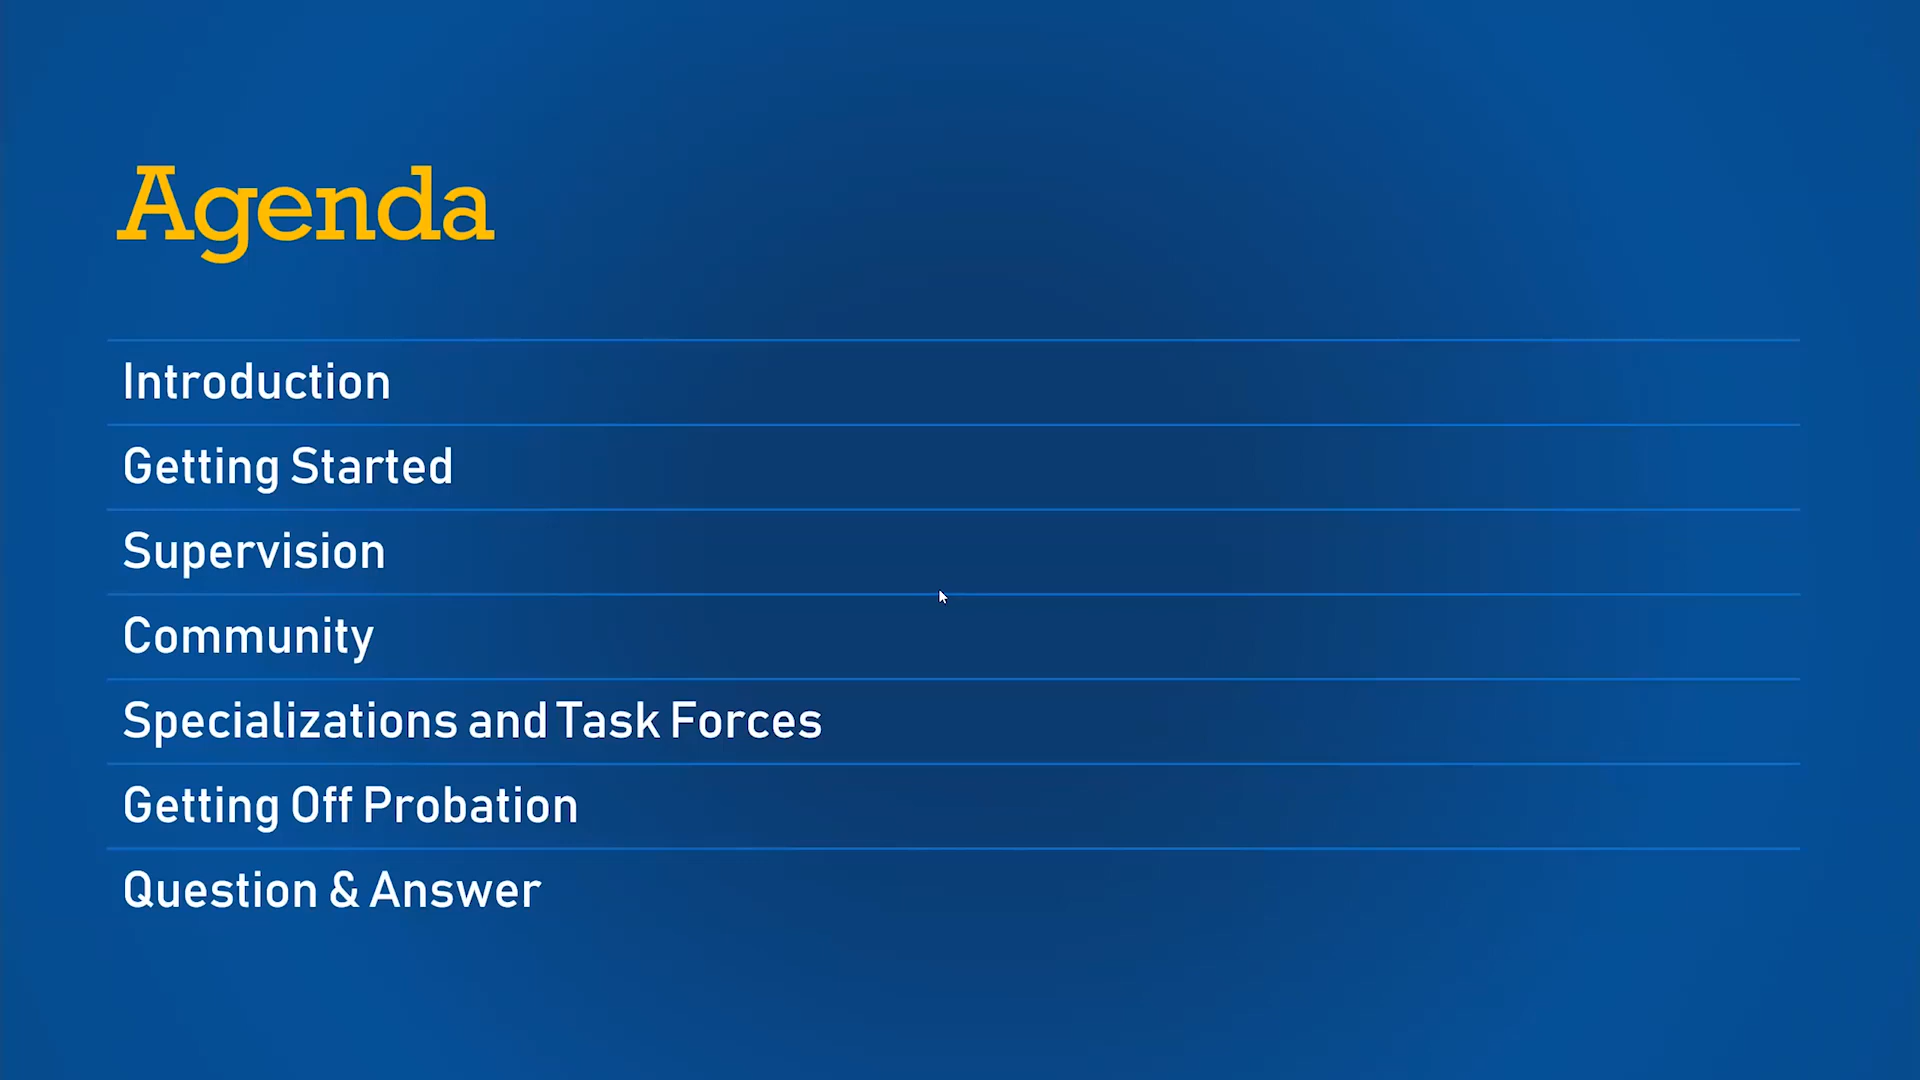 Agenda
Introduction
Getting Started
Supervision
Community
Specializations and Task Forces
Getting Off Probation
Question & Answer